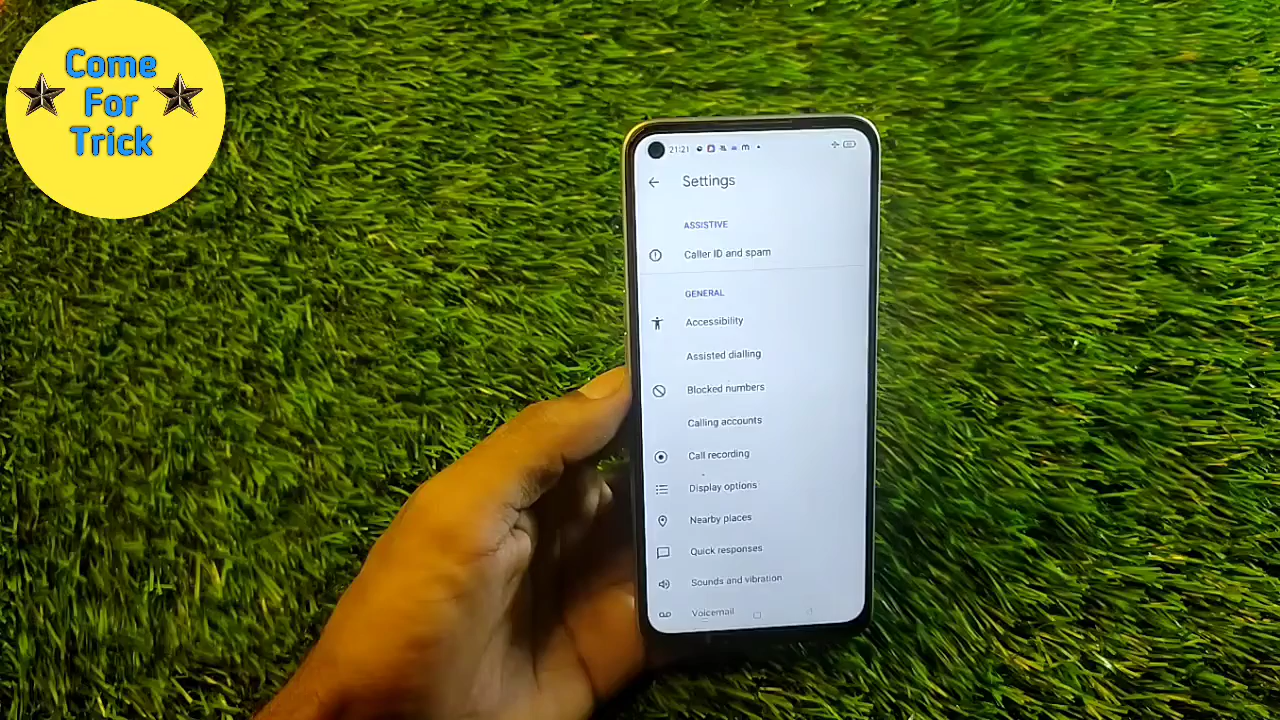 Come
For
Trick
21:21
Settings
ASSISTIVE
Caller ID and spam
GENERAL
Accessibility
Assisted dialling
Blocked numbers
Calling accounts
Call recording
Display options
Nearby places
Quick responses
Sounds and vibration
Voicemail